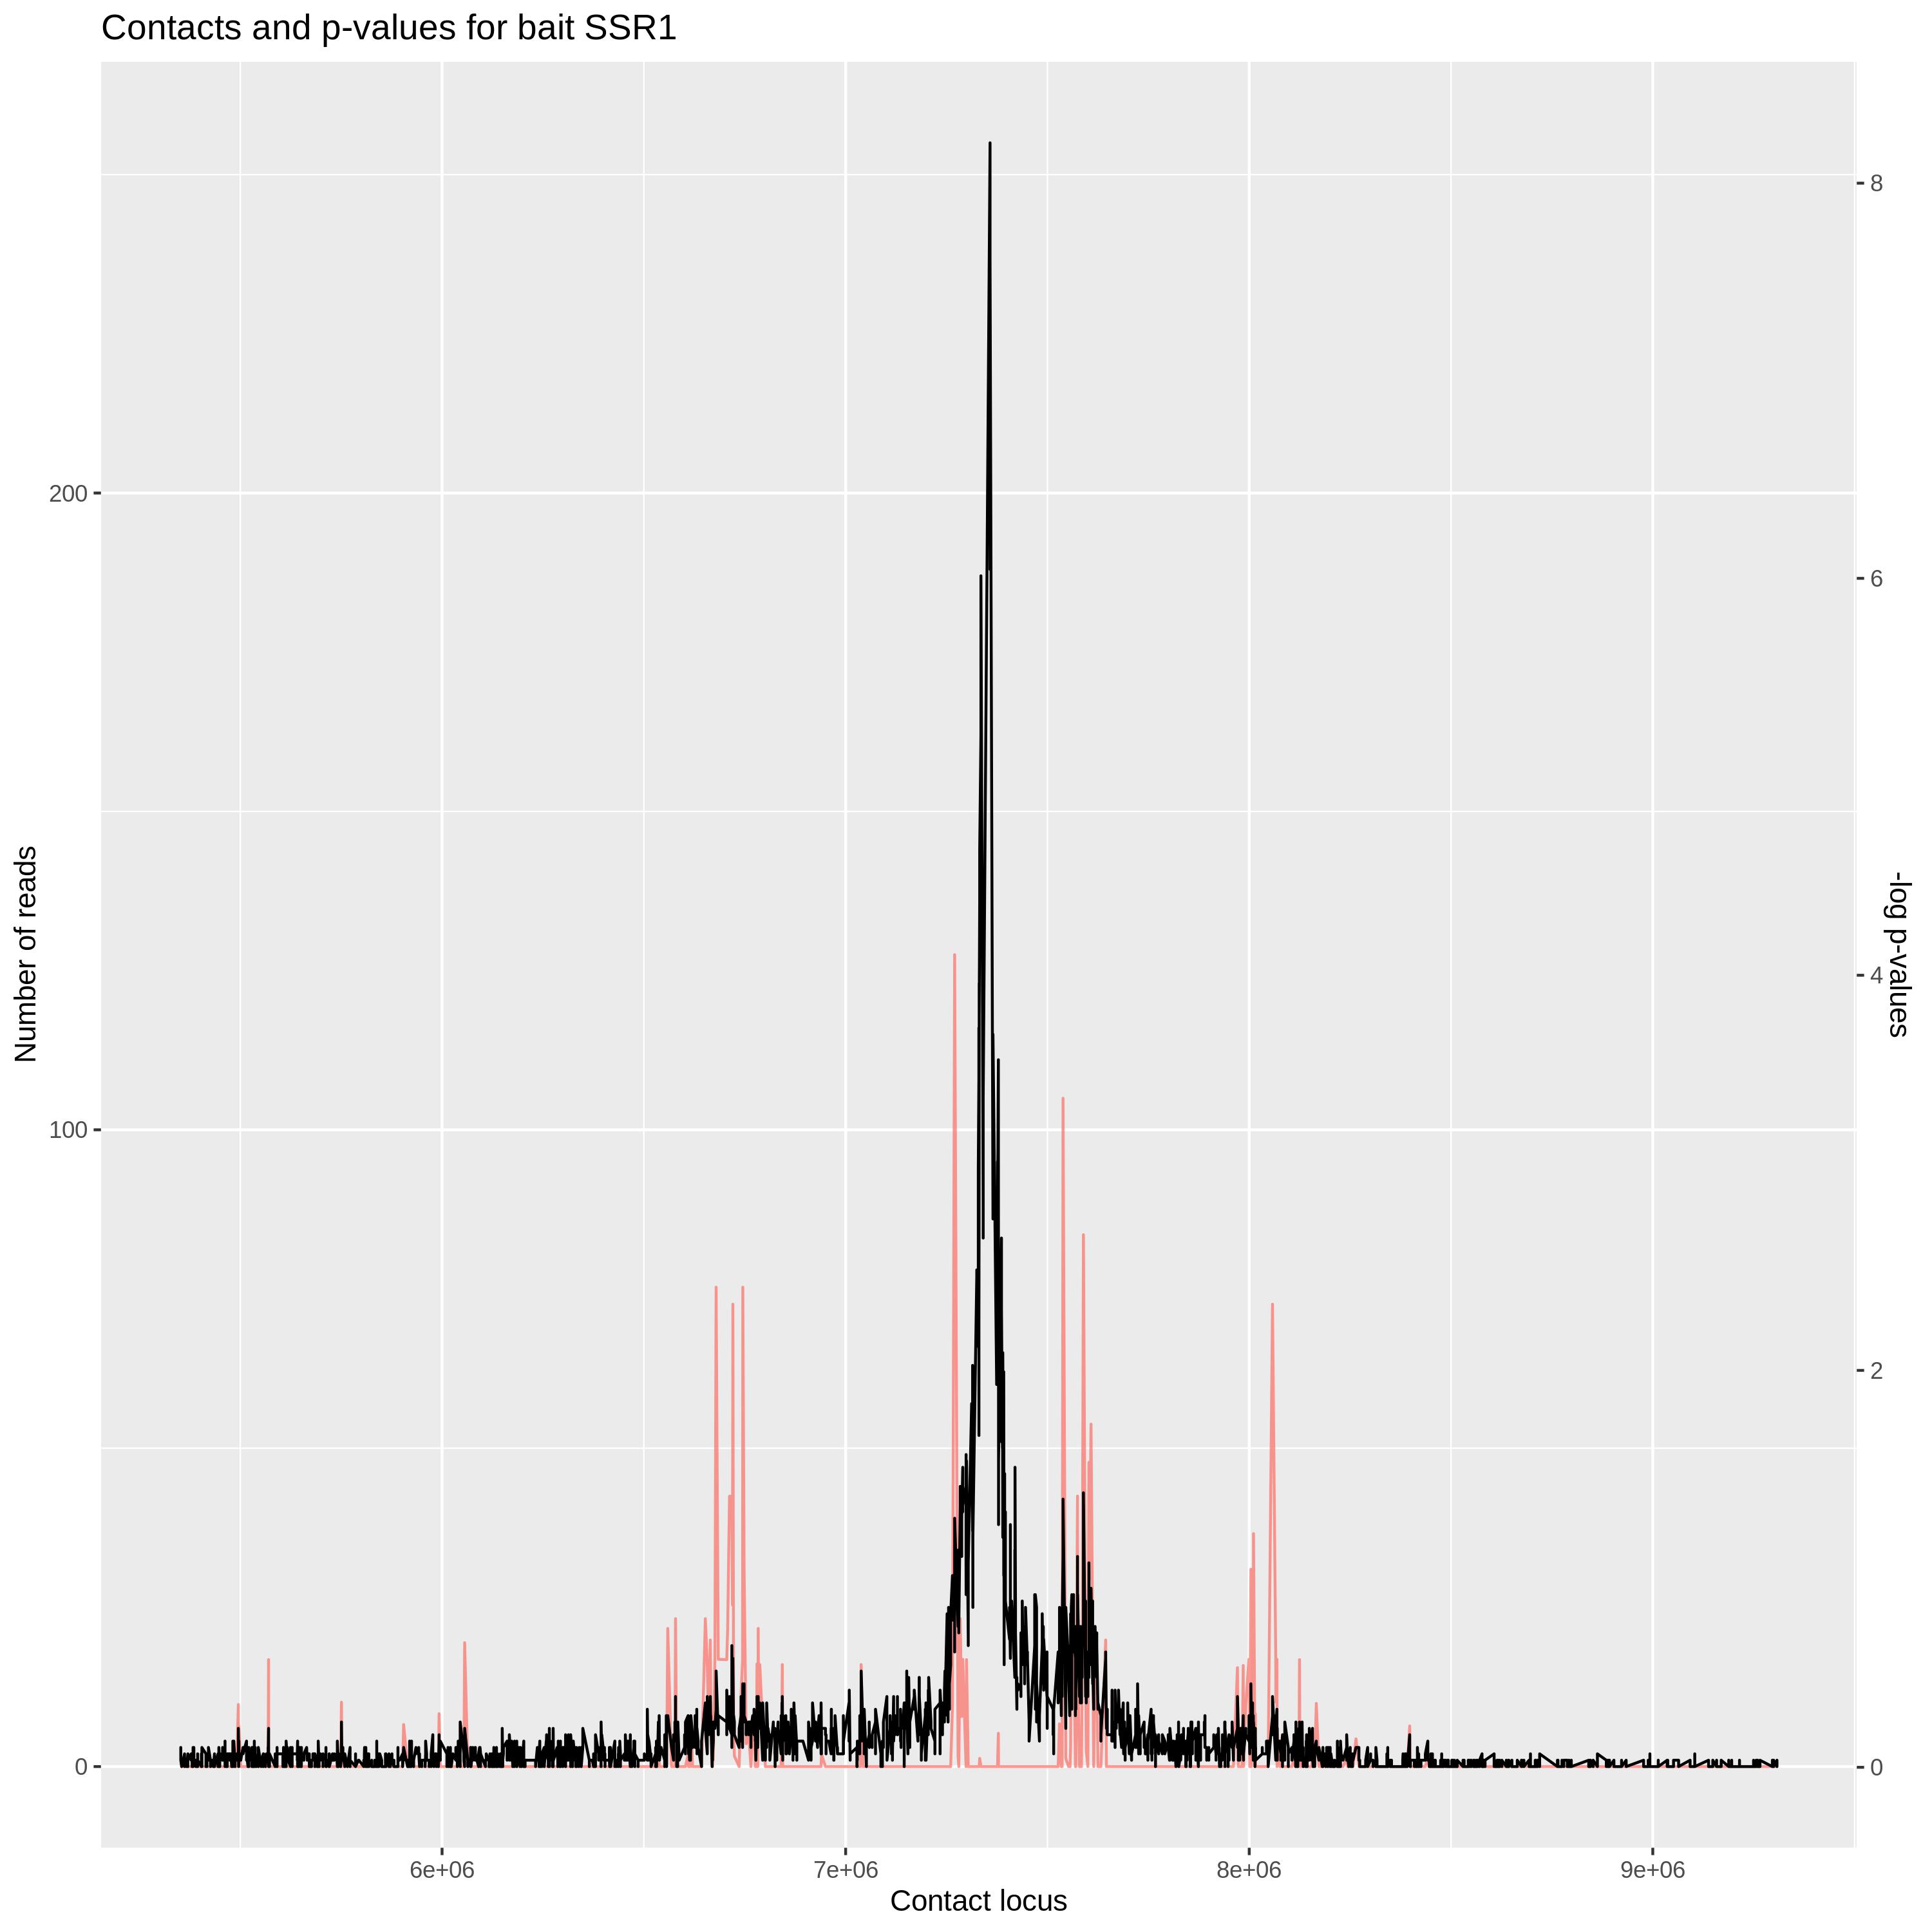 Contacts and p-values for bait SSR1
Number of reads
200
100
0
8
6
4
2
0
-log p-values
6e+06
7e+06
8e+06
9e+06
Contact locus